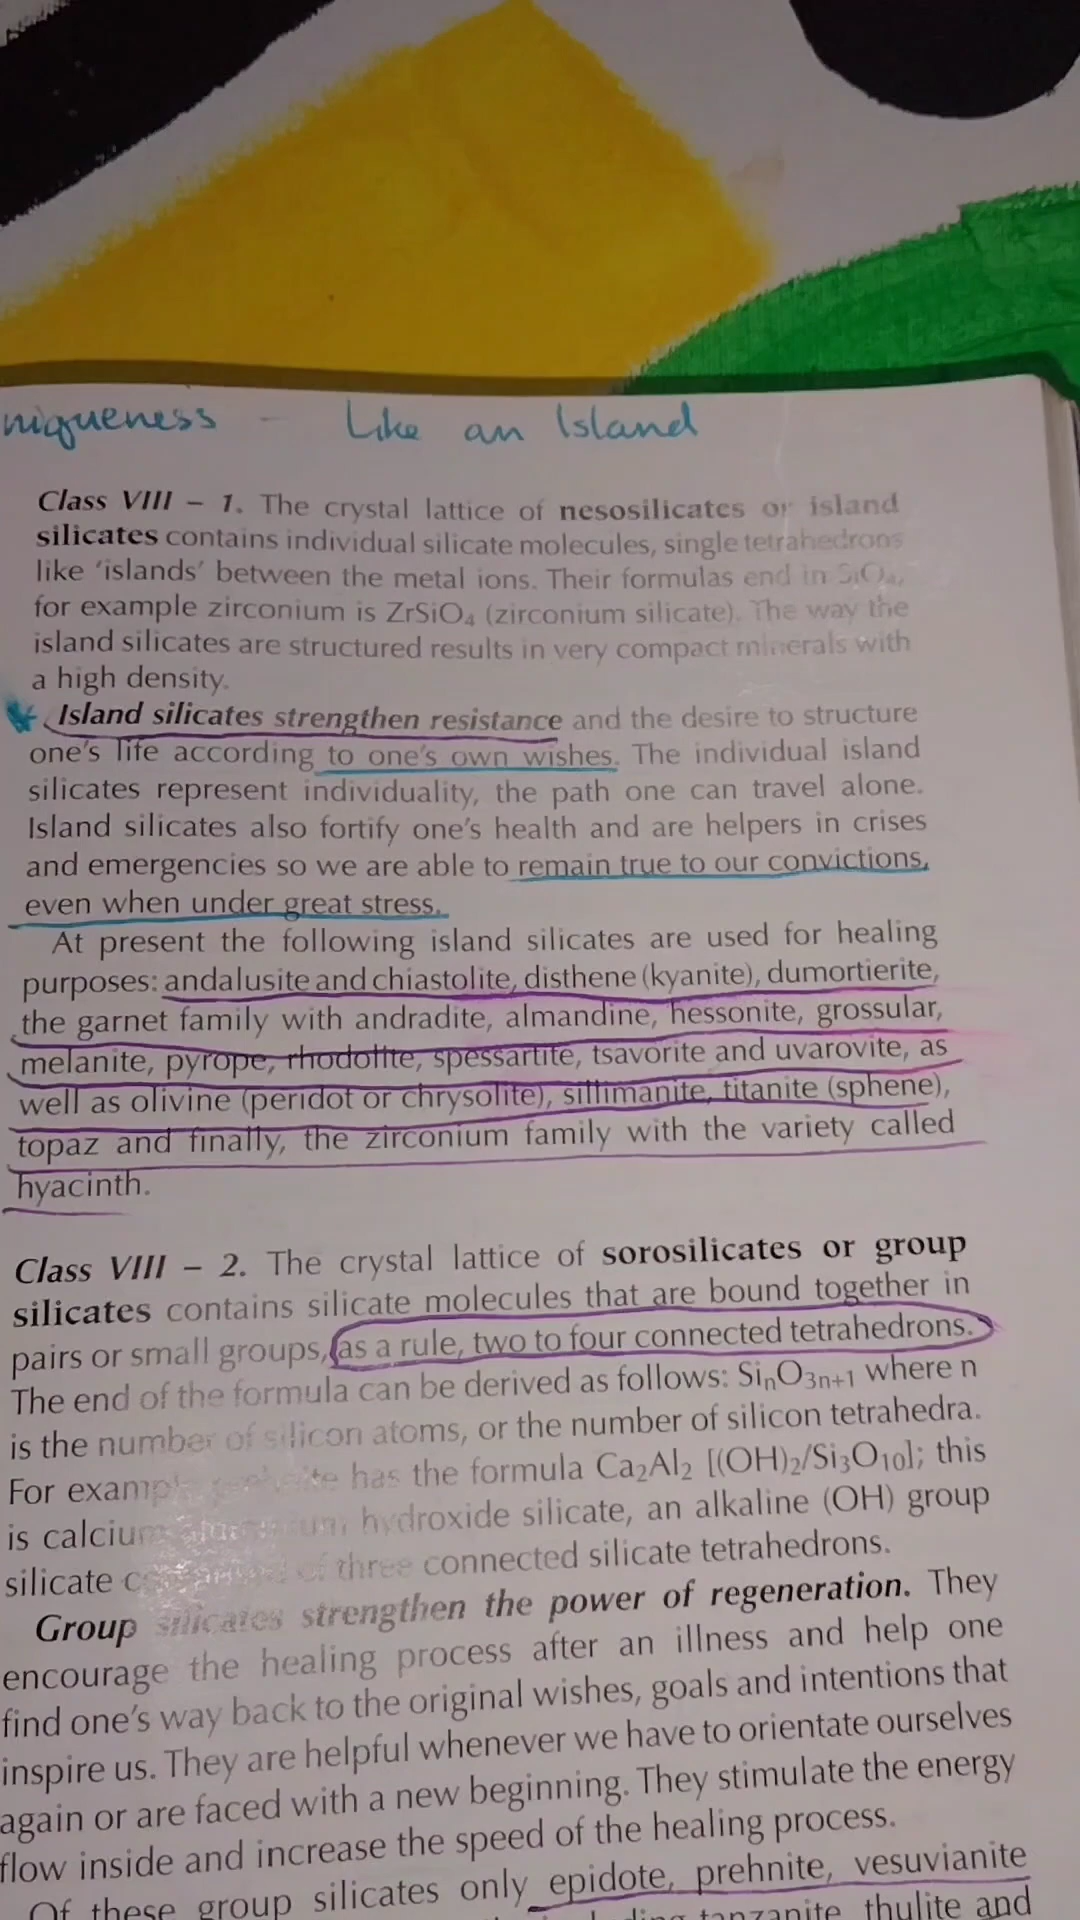 niqueness - Like an Island
Class VIII – 1. The crystal lattice of nesosilicates or island
silicates contains individual silicate molecules, single tetrahedrons
like ‘islands’ between the metal ions. Their formulas end in SiO₄,
for example zirconium is ZrSiO₄ (zirconium silicate). The way the
island silicates are structured results in very compact minerals with
a high density.
Island silicates strengthen resistance and the desire to structure
one’s life according to one’s own wishes. The individual island
silicates represent individuality, the path one can travel alone.
Island silicates also fortify one’s health and are helpers in crises
and emergencies so we are able to remain true to our convictions,
even when under great stress.
At present the following island silicates are used for healing
purposes: andalusite and chiastolite, disthene (kyanite), dumortierite,
the garnet family with andradite, almandine, hessonite, grossular,
melanite, pyrope, rhodolite, spessartite, tsavorite and uvarovite, as
well as olivine (peridot or chrysolite), sillimanite, titanite (sphene),
topaz and finally, the zirconium family with the variety called
hyacinth.
Class VIII – 2. The crystal lattice of sorosilicates or group
silicates contains silicate molecules that are bound together in
pairs or small groups, as a rule, two to four connected tetrahedrons.
The end of the formula can be derived as follows: SiₙO₃ₙ₊₁ where n
is the number of silicon atoms, or the number of silicon tetrahedra.
For example prehnite has the formula Ca₂Al₂ [(OH)₂/Si₃O₁₀]; this
is calcium aluminium hydroxide silicate, an alkaline (OH) group
silicate of three connected silicate tetrahedrons.
Group silicates strengthen the power of regeneration. They
encourage the healing process after an illness and help one
find one’s way back to the original wishes, goals and intentions that
inspire us. They are helpful whenever we have to orientate ourselves
again or are faced with a new beginning. They stimulate the energy
flow inside and increase the speed of the healing process.
Of these group silicates only epidote, prehnite, vesuvianite
tanzanite, thulite and